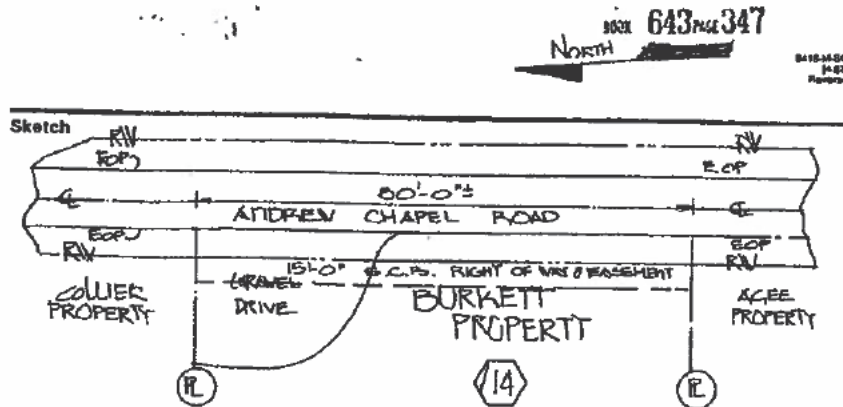 BOOK 643 PAGE 347
NORTH
Sketch
R/W R/W
EOP EOP
80'-0"±
℄ ℄
ANDREW CHAPEL ROAD
EOP EOP
R/W R/W
15'-0" S.C.B. RIGHT OF WAY & EASEMENT
COLLIER PROPERTY
GRAVEL DRIVE
BURKETT PROPERTY
AGEE PROPERTY
14
PL PL